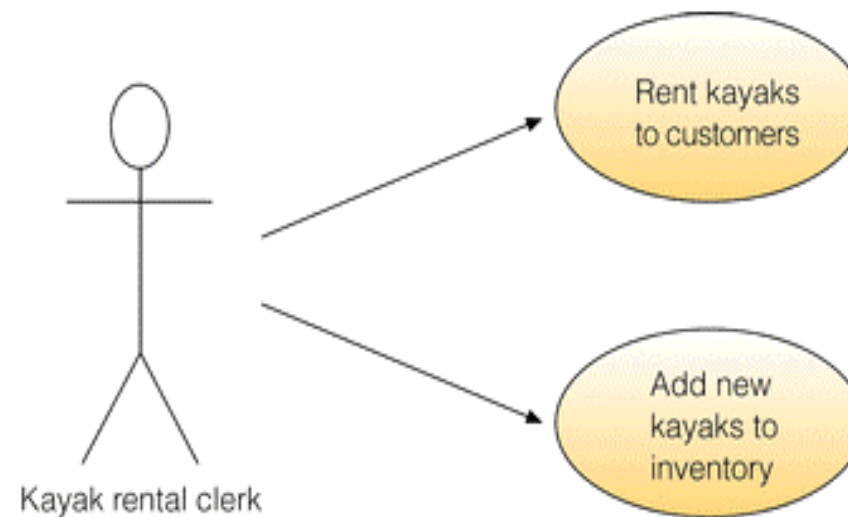 Rent kayaks
to customers
Add new
kayaks to
inventory
Kayak rental clerk